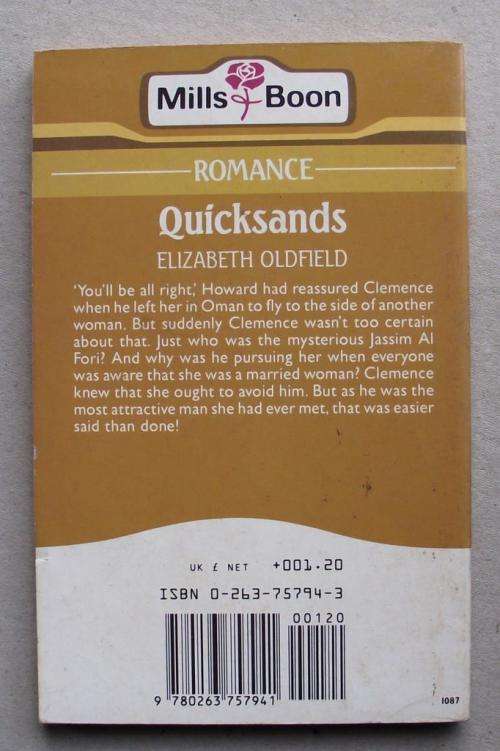 Mills & Boon
ROMANCE
Quicksands
ELIZABETH OLDFIELD
'You'll be all right,' Howard had reassured Clemence
when he left her in Oman to fly to the side of another
woman. But suddenly Clemence wasn't too certain
about that. Just who was the mysterious Jassim Al
Fori? And why was he pursuing her when everyone
was aware that she was a married woman? Clemence
knew that she ought to avoid him. But as he was the
most attractive man she had ever met, that was easier
said than done!
UK £ NET +001.20
ISBN 0-263-75794-3
00120
9 780263 757941
1087